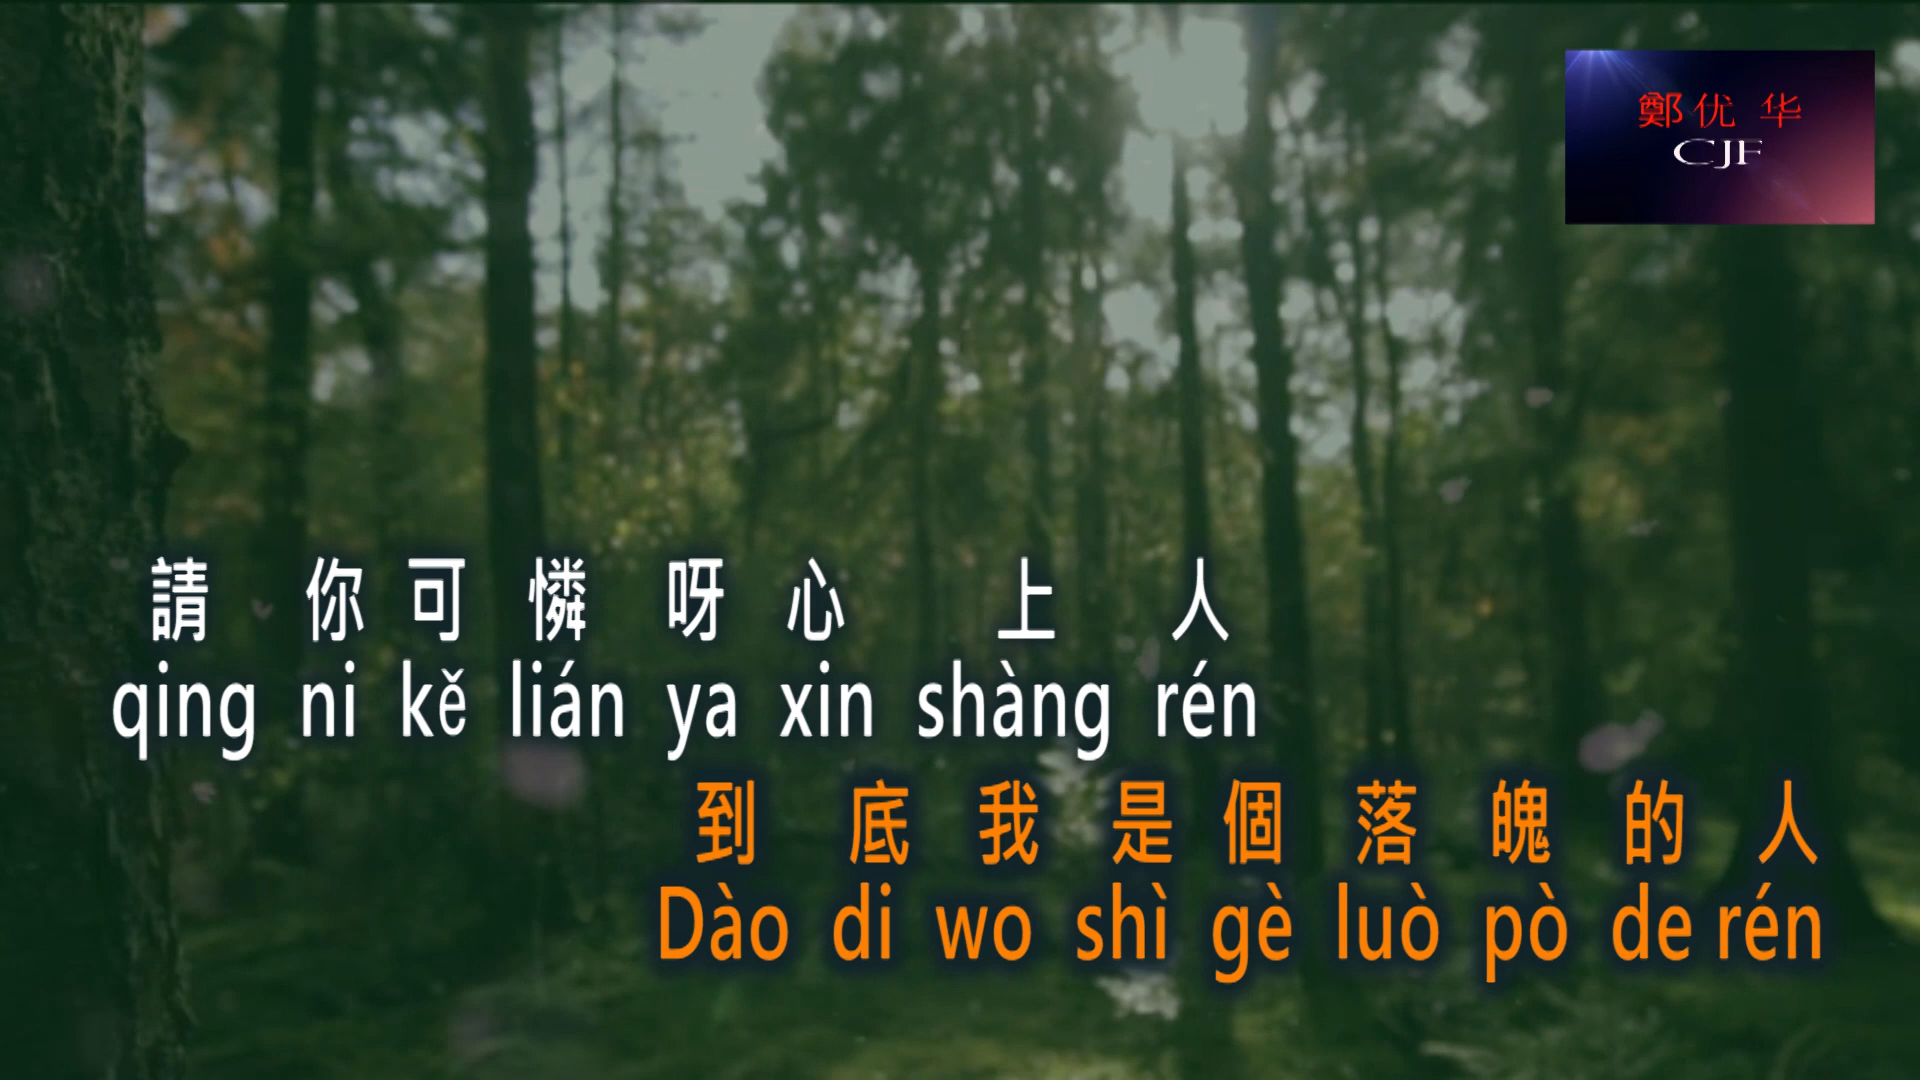 鄭优 华
CJF
請 你 可 憐 呀 心 上 人
qing ni kě lián ya xin shàng rén
到 底 我 是 個 落 魄 的 人
Dào di wo shì gè luò pò de rén